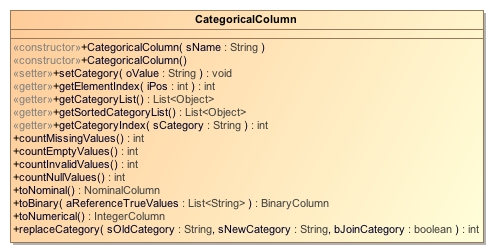 CategoricalColumn
«constructor»+CategoricalColumn( sName : String )
«constructor»+CategoricalColumn()
«setter»+setCategory( oValue : String ) : void
«getter»+getElementIndex( iPos : int ) : int
«getter»+getCategoryList() : List<Object>
«getter»+getSortedCategoryList() : List<Object>
«getter»+getCategoryIndex( sCategory : String ) : int
+countMissingValues() : int
+countEmptyValues() : int
+countInvalidValues() : int
+countNullValues() : int
+toNominal() : NominalColumn
+toBinary( aReferenceTrueValues : List<String> ) : BinaryColumn
+toNumerical() : IntegerColumn
+replaceCategory( sOldCategory : String, sNewCategory : String, bJoinCategory : boolean ) : int